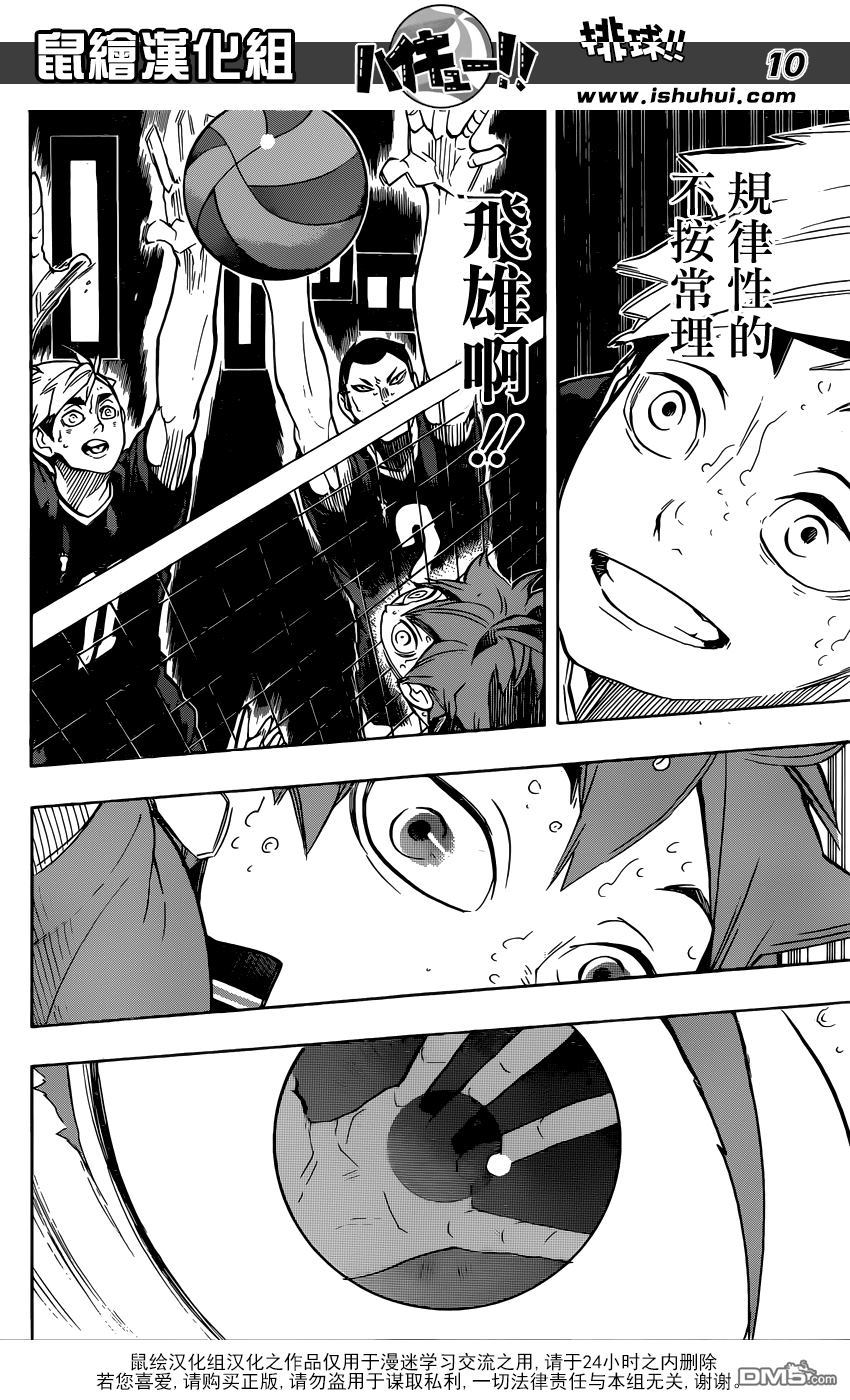 鼠繪漢化組
ハイキュー!!
排球!!
10
www.ishuhui.com
規律性的
不按常理
飛雄啊!!
鼠绘汉化组汉化之作品仅用于漫迷学习交流之用, 请于24小时之内删除
若您喜爱, 请购买正版, 请勿盗用于谋取私利, 一切法律责任与本组无关, 谢谢。
DM5.com